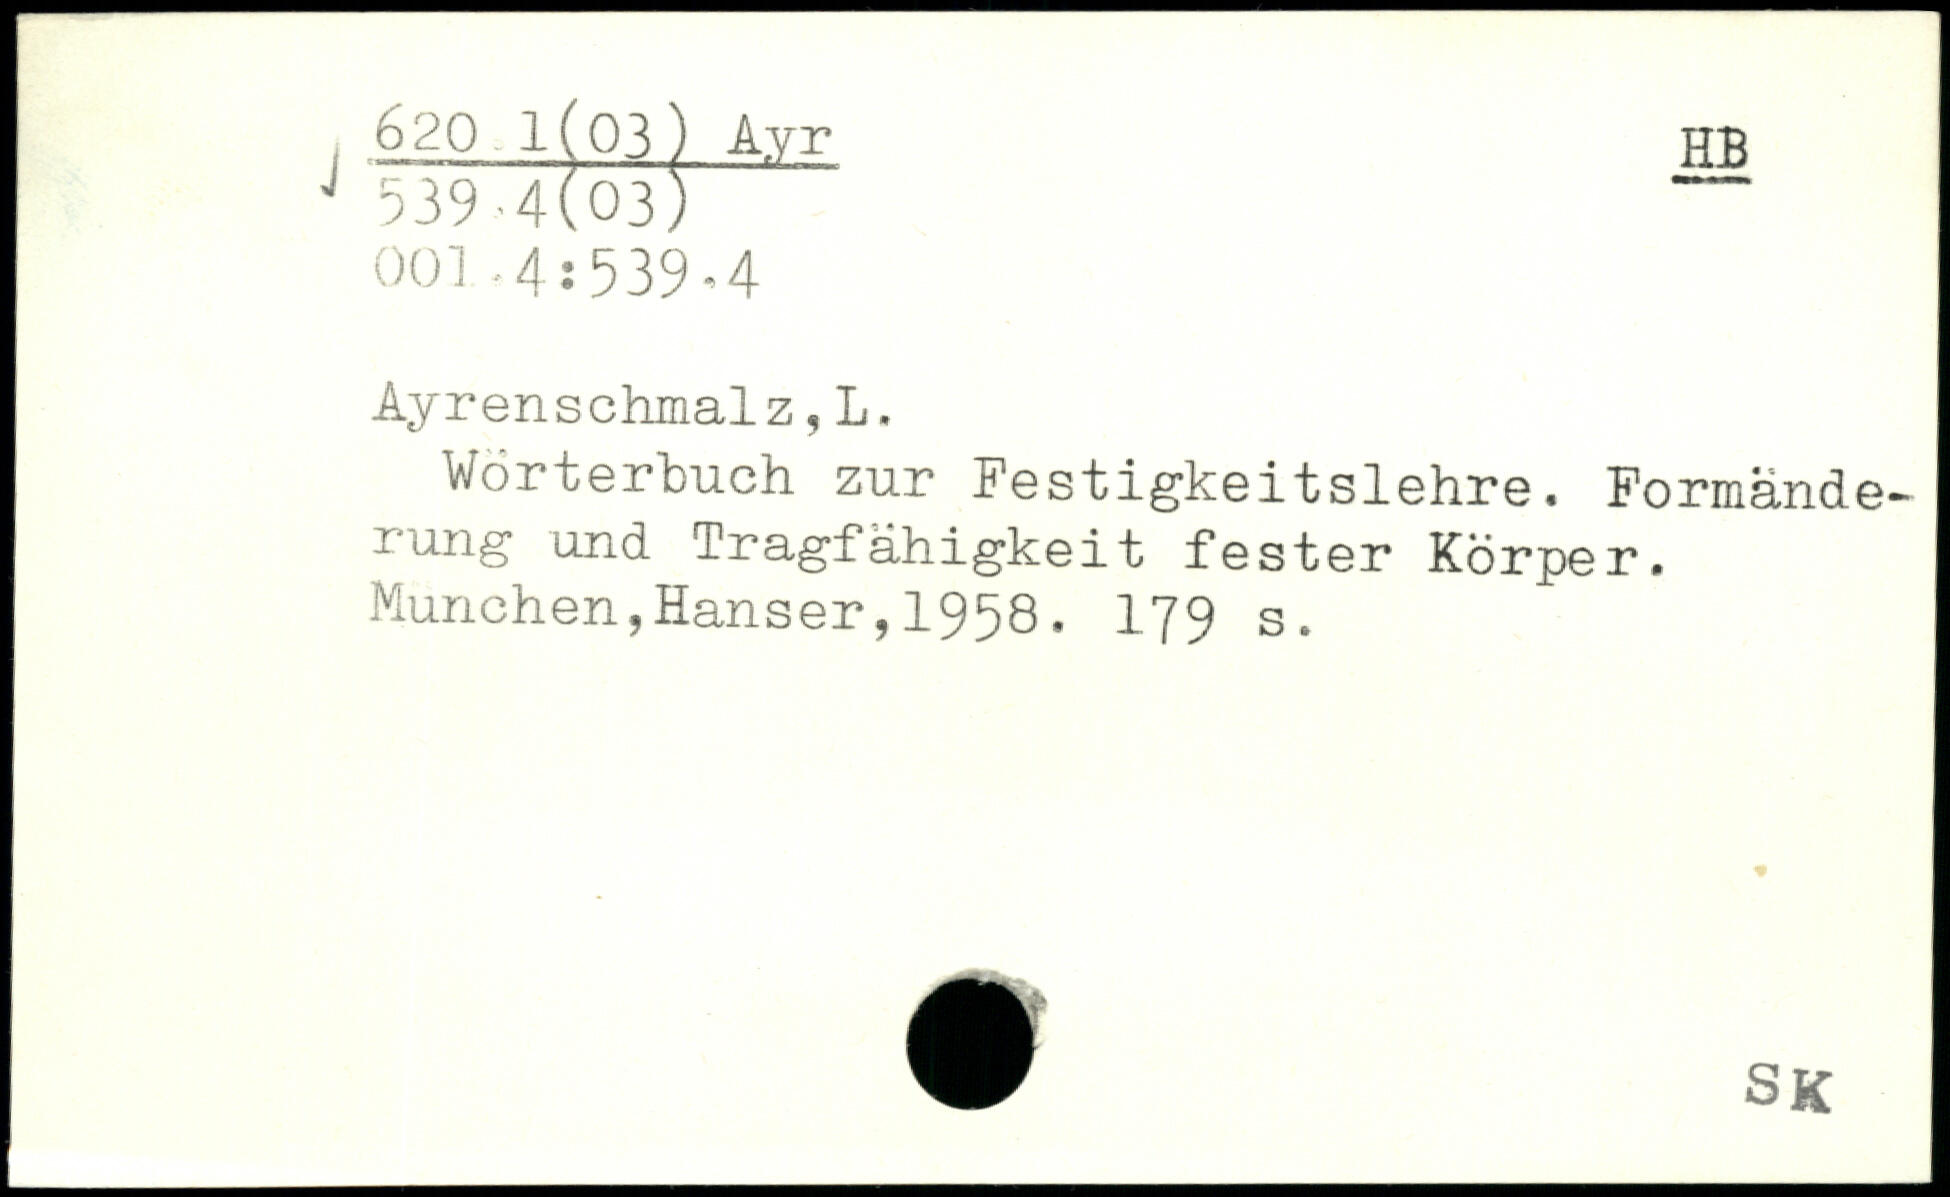 620.1(03) Ayr
HB
539.4(03)
001.4:539.4
Ayrenschmalz,L.
Wörterbuch zur Festigkeitslehre. Formände-
rung und Tragfähigkeit fester Körper.
München,Hanser,1958. 179 s.
SK